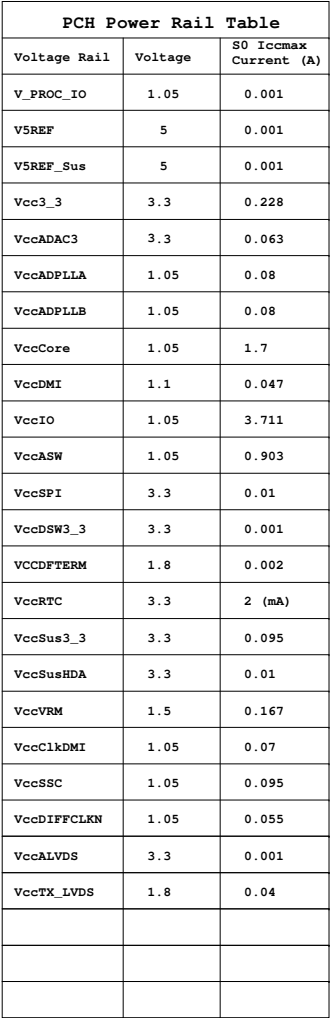 PCH Power Rail Table
Voltage Rail Voltage S0 Iccmax Current (A)
V_PROC_IO 1.05 0.001
V5REF 5 0.001
V5REF_Sus 5 0.001
Vcc3_3 3.3 0.228
VccADAC3 3.3 0.063
VccADPLLA 1.05 0.08
VccADPLLB 1.05 0.08
VccCore 1.05 1.7
VccDMI 1.1 0.047
VccIO 1.05 3.711
VccASW 1.05 0.903
VccSPI 3.3 0.01
VccDSW3_3 3.3 0.001
VCCDFTERM 1.8 0.002
VccRTC 3.3 2 (mA)
VccSus3_3 3.3 0.095
VccSusHDA 3.3 0.01
VccVRM 1.5 0.167
VccClkDMI 1.05 0.07
VccSSC 1.05 0.095
VccDIFFCLKN 1.05 0.055
VccALVDS 3.3 0.001
VccTX_LVDS 1.8 0.04